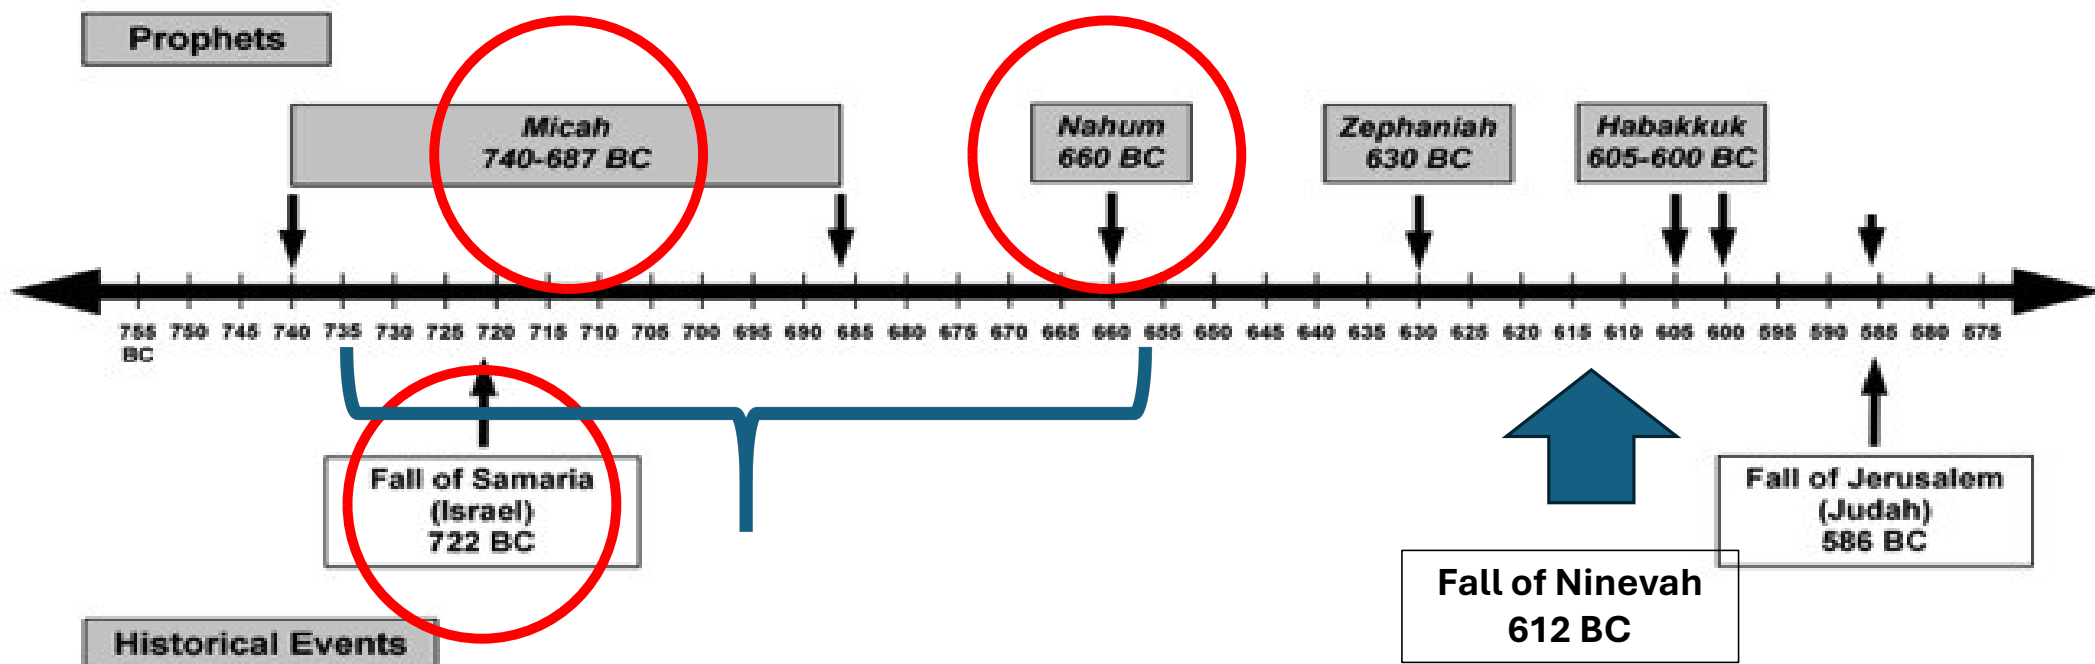 Prophets
Micah
740-687 BC
Nahum
660 BC
Zephaniah
630 BC
Habakkuk
605-600 BC
755 750 745 740 735 730 725 720 715 710 705 700 695 690 685 680 675 670 665 660 655 650 645 640 635 630 625 620 615 610 605 600 595 590 585 580 575
BC
Fall of Samaria
(Israel)
722 BC
Fall of Ninevah
612 BC
Fall of Jerusalem
(Judah)
586 BC
Historical Events